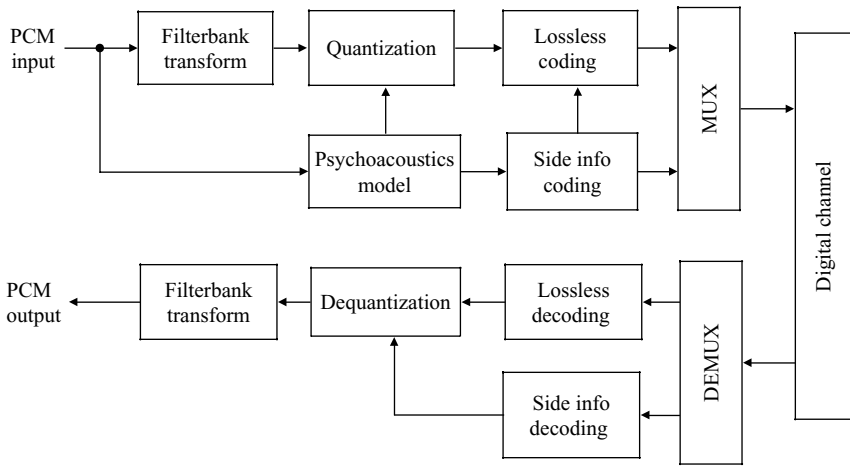 PCM
input
Filterbank
transform
Quantization
Lossless
coding
MUX
Psychoacoustics
model
Side info
coding
Digital channel
PCM
output
Filterbank
transform
Dequantization
Lossless
decoding
DEMUX
Side info
decoding